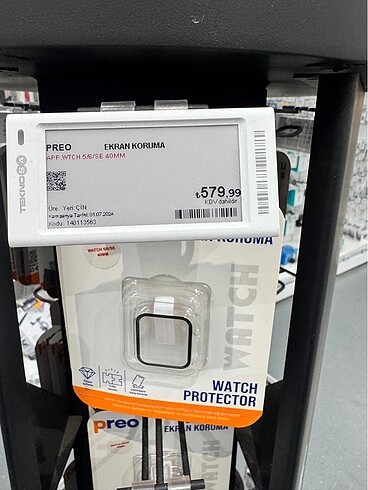 PREO EKRAN KORUMA
APP.WTCH 5/6/SE 40MM
₺579,99
KDV dahildir.
Üre. Yeri:ÇİN
Kampanya Tarihi: 01.07.2024
Kodu: 140113563
TEKNOSA
EKRAN KORUMA
WATCH 5/6/SE
40MM
WATCH
WATCH
PROTECTOR
preo EKRAN KORUMA
WATCH